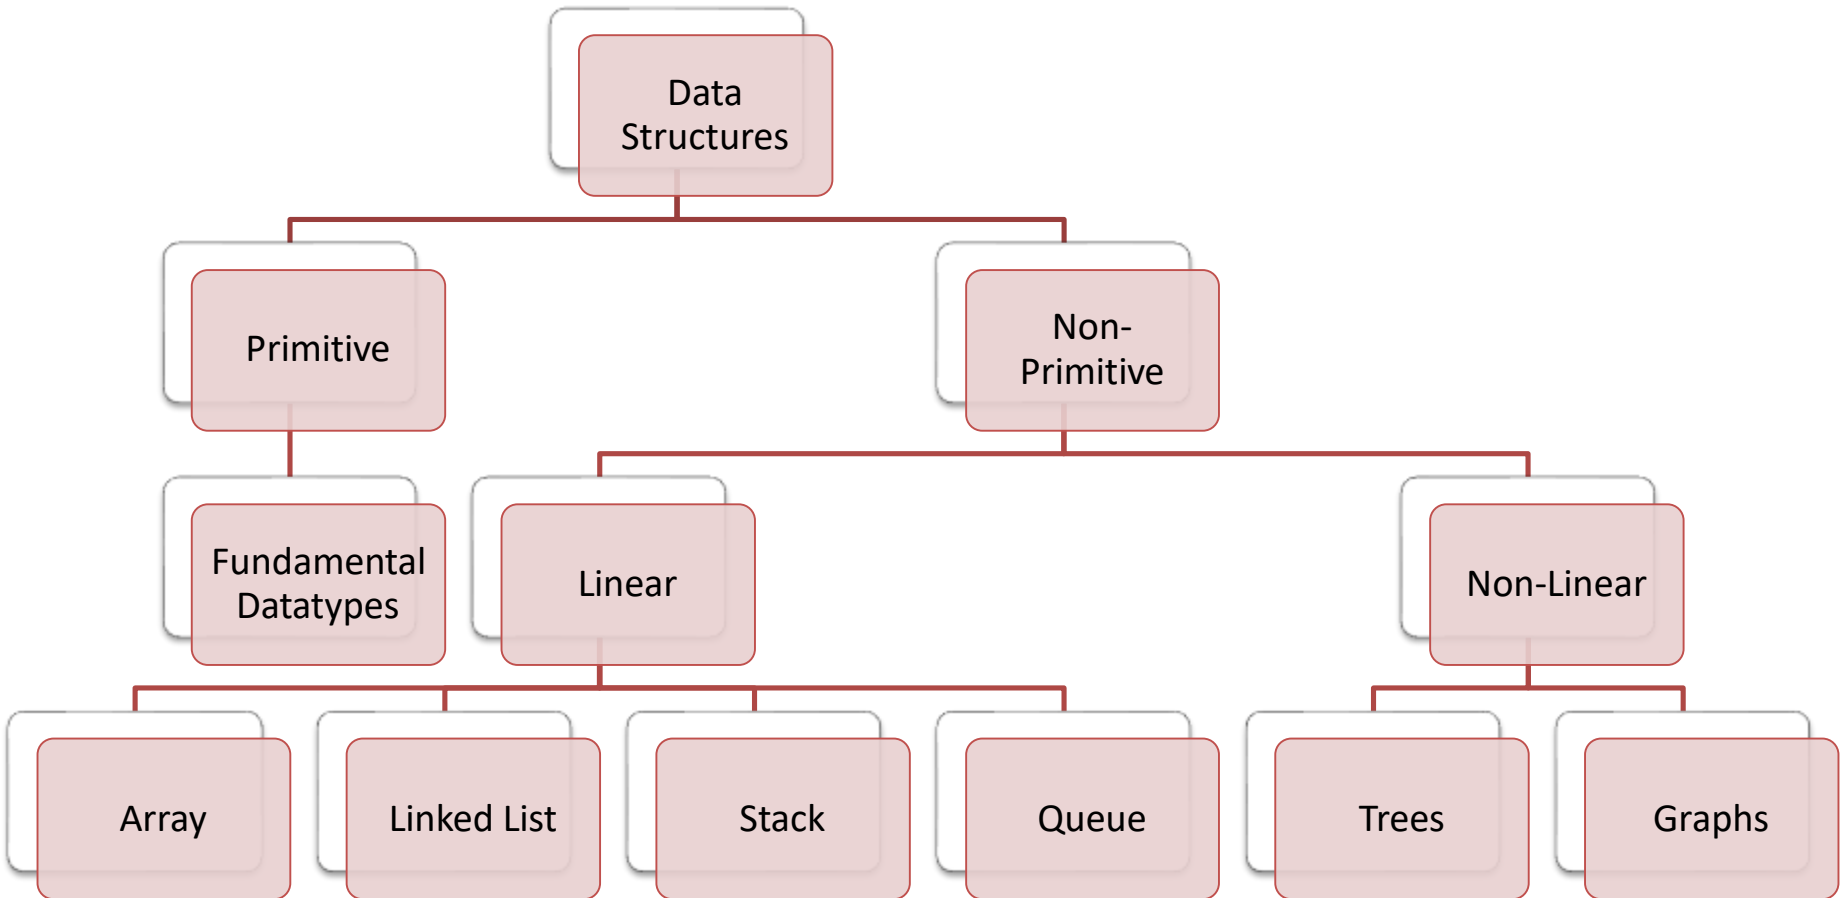 Data
Structures
Primitive
Non-
Primitive
Fundamental
Datatypes
Linear
Non-Linear
Array
Linked List
Stack
Queue
Trees
Graphs